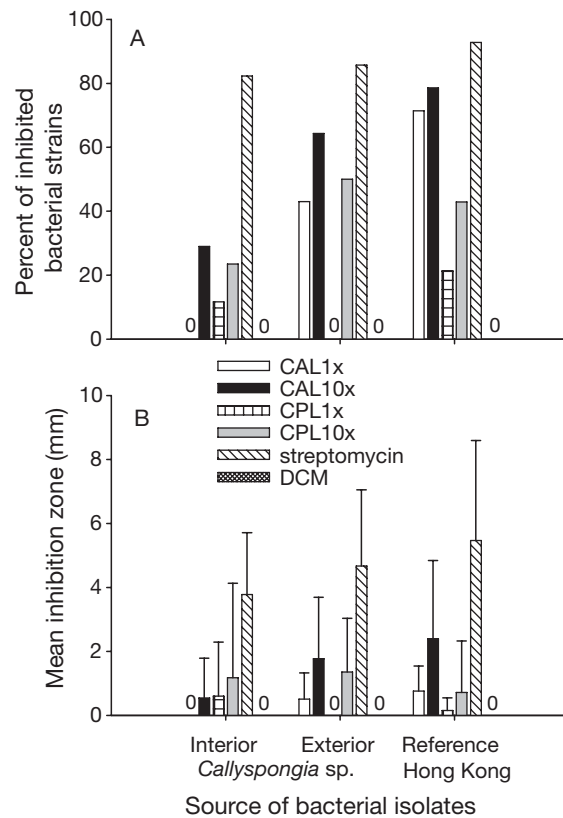 A
100
80
60
40
20
0
Percent of inhibited
bacterial strains
0 0 0 0 0
CAL1x
CAL10x
CPL1x
CPL10x
streptomycin
DCM
B
10
8
6
4
2
0
Mean inhibition zone (mm)
0 0 0 0 0
Interior Exterior Reference
Callyspongia sp. Hong Kong
Source of bacterial isolates